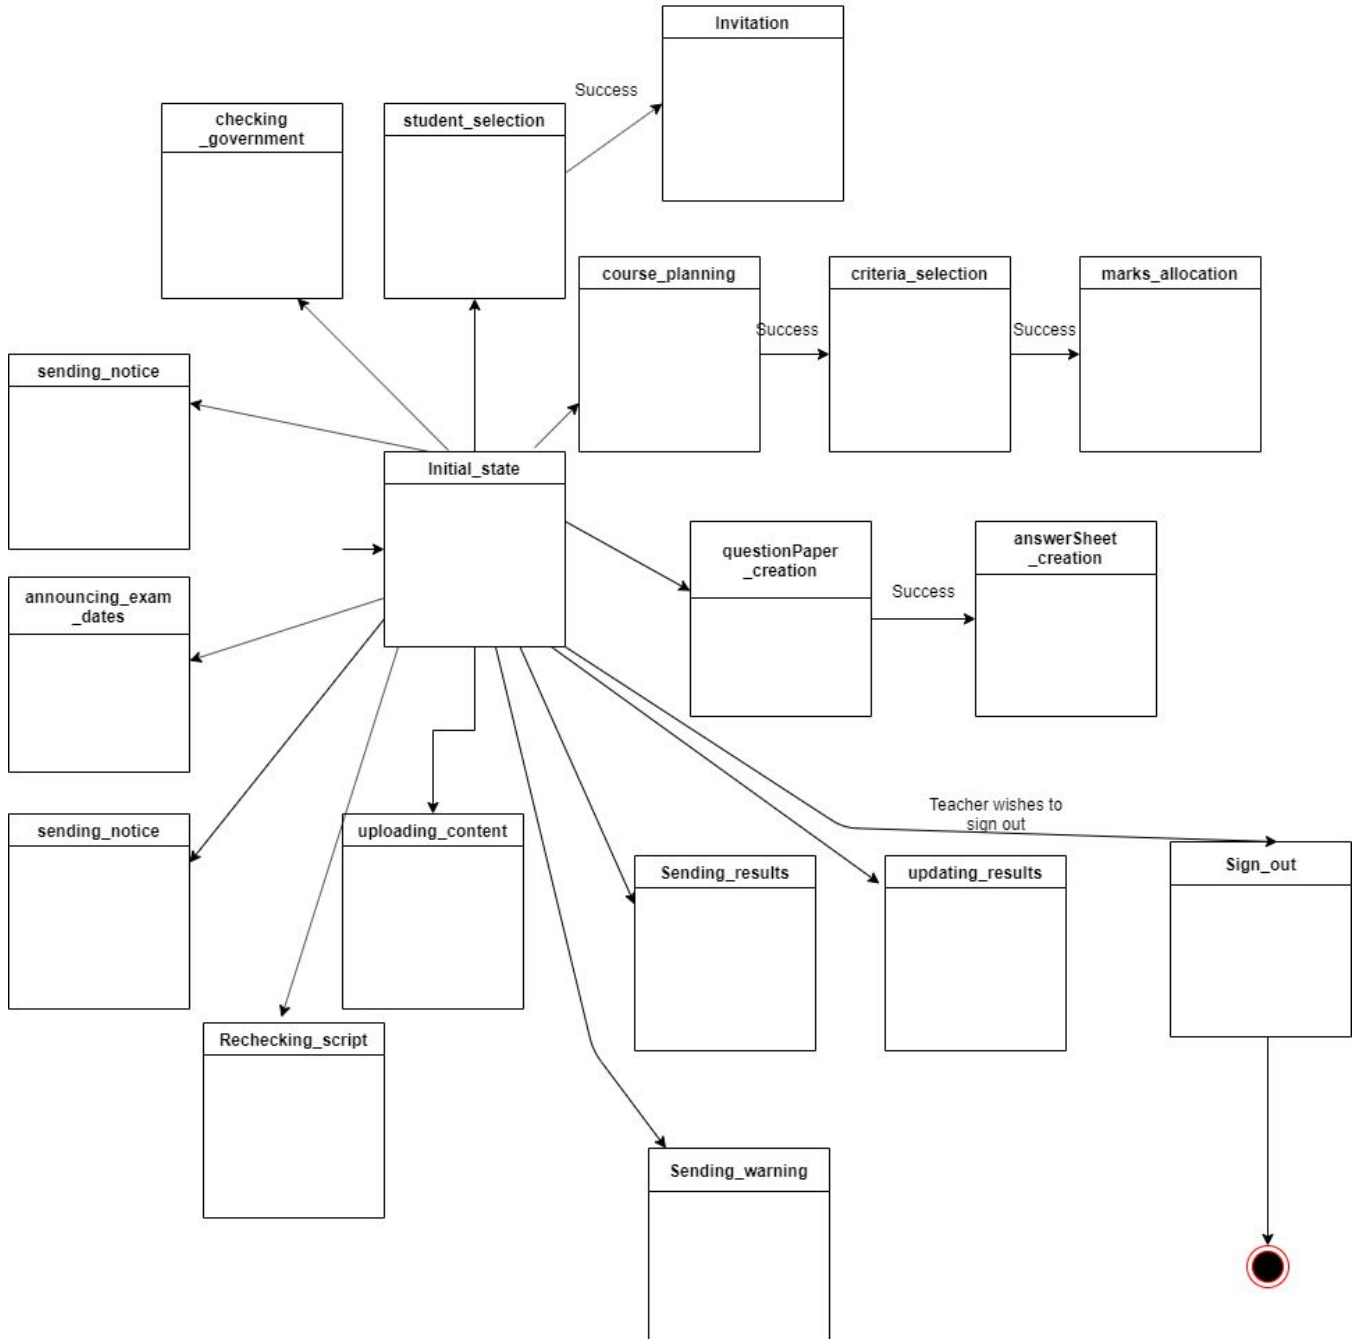 Invitation
Success
checking
_government
student_selection
course_planning
criteria_selection
marks_allocation
Success
Success
sending_notice
Initial_state
questionPaper
_creation
answerSheet
_creation
Success
announcing_exam
_dates
Teacher wishes to
sign out
sending_notice
uploading_content
Sending_results
updating_results
Sign_out
Rechecking_script
Sending_warning